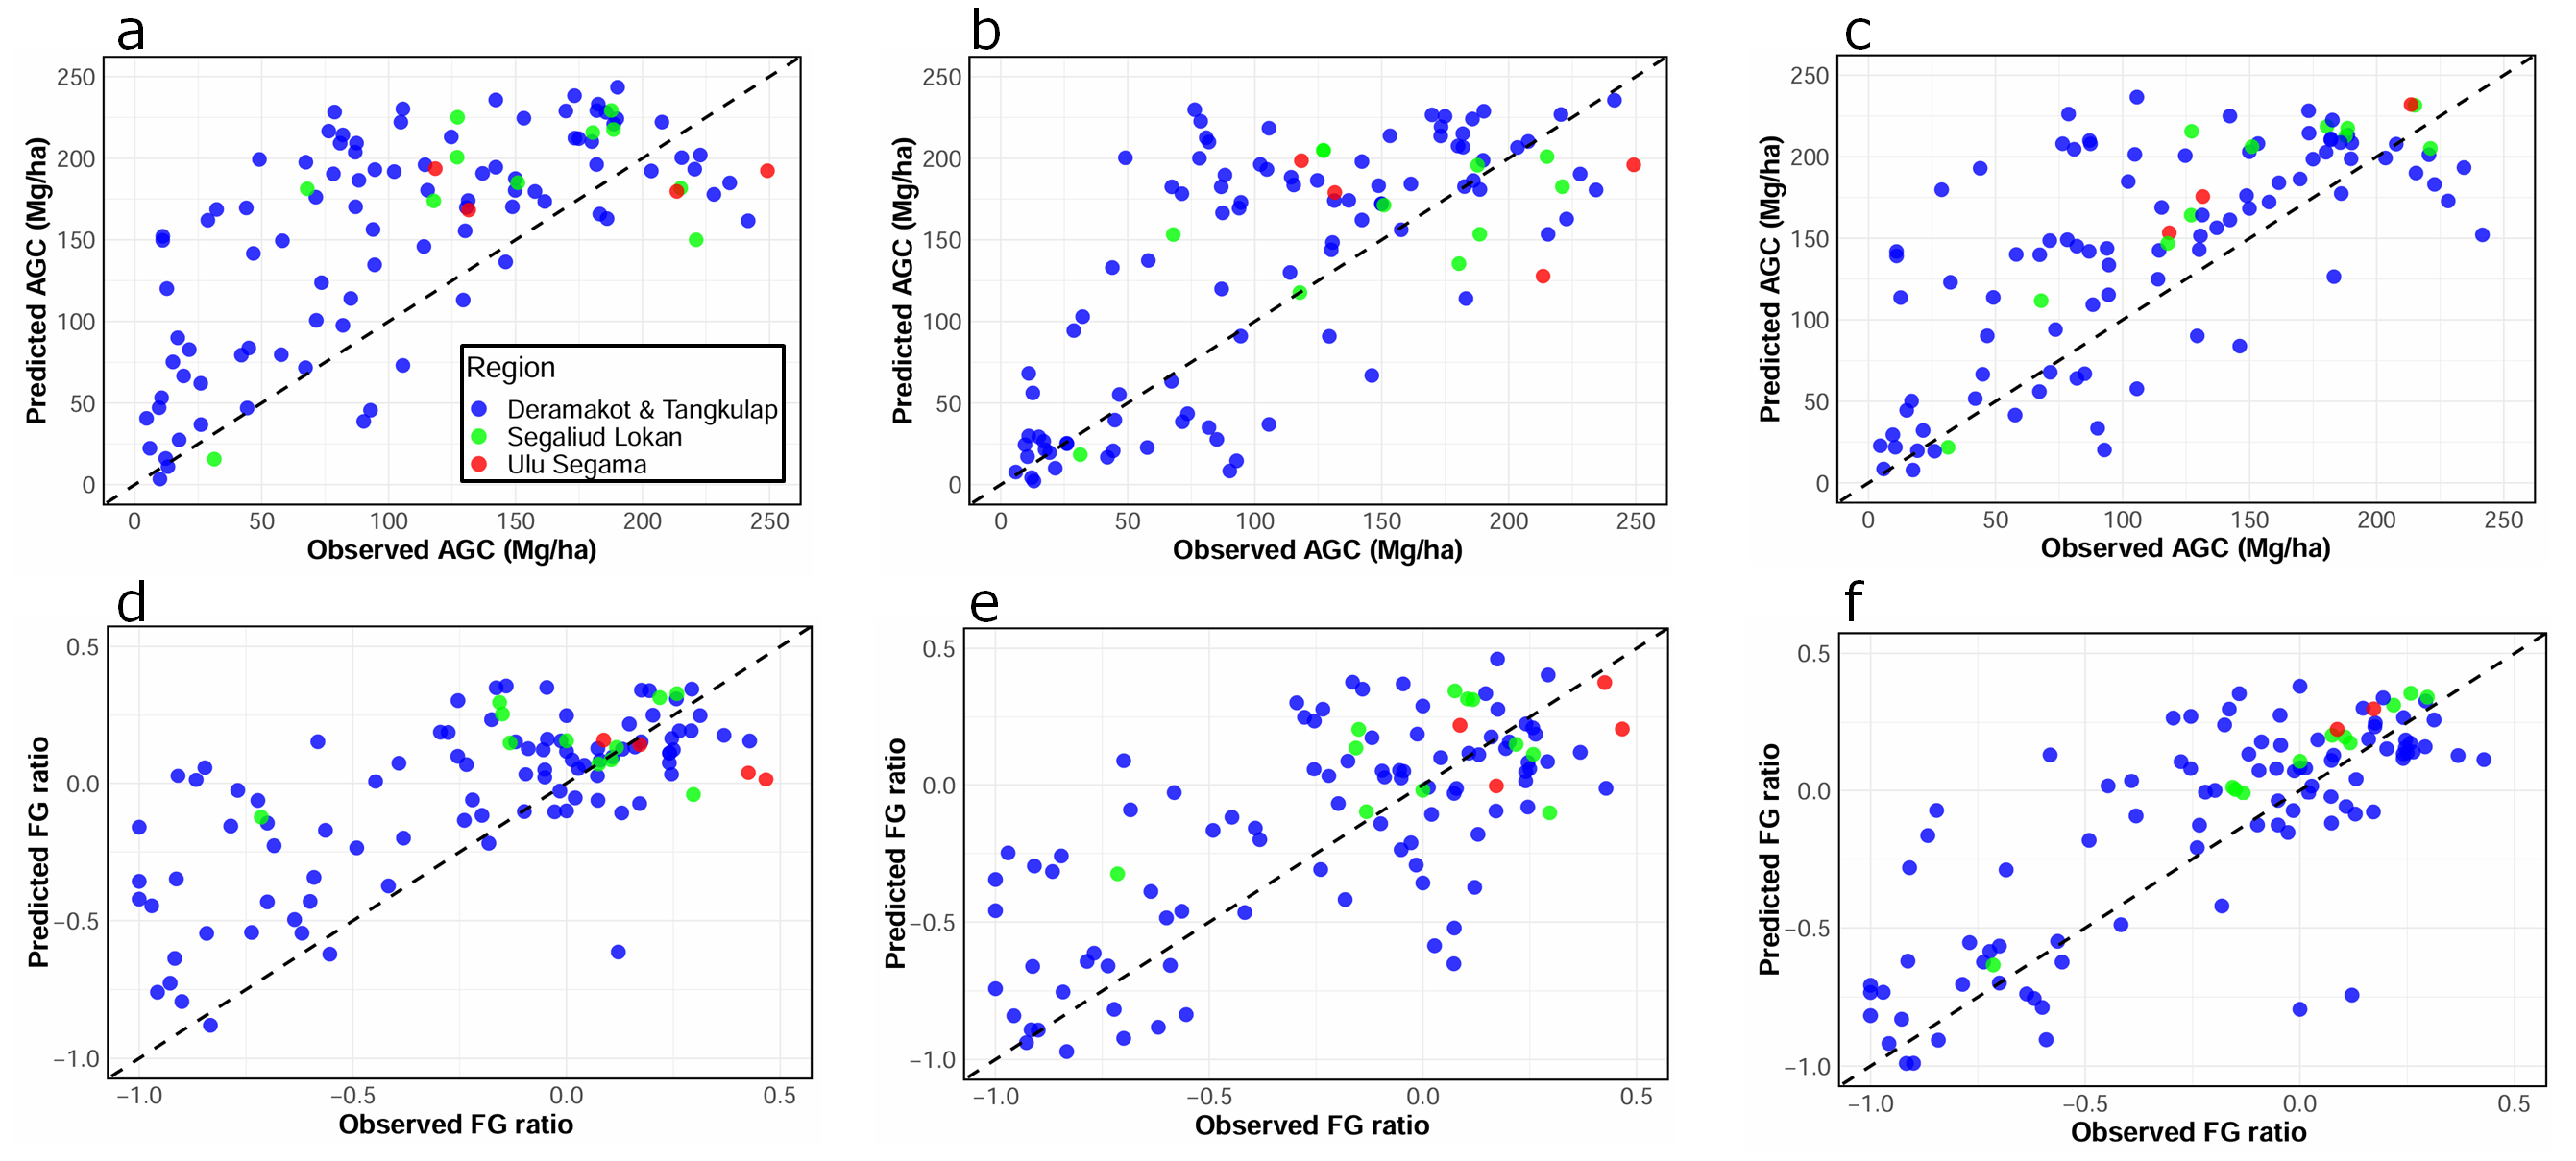 a
b
c
250
200
150
100
50
0
Predicted AGC (Mg/ha)
0
50
100
150
200
250
Observed AGC (Mg/ha)
Region
Deramakot & Tangkulap
Segaliud Lokan
Ulu Segama
250
200
150
100
50
0
Predicted AGC (Mg/ha)
0
50
100
150
200
250
Observed AGC (Mg/ha)
250
200
150
100
50
0
Predicted AGC (Mg/ha)
0
50
100
150
200
250
Observed AGC (Mg/ha)
d
e
f
0.5
0.0
−0.5
−1.0
Predicted FG ratio
−1.0
−0.5
0.0
0.5
Observed FG ratio
0.5
0.0
−0.5
−1.0
Predicted FG ratio
−1.0
−0.5
0.0
0.5
Observed FG ratio
0.5
0.0
−0.5
−1.0
Predicted FG ratio
−1.0
−0.5
0.0
0.5
Observed FG ratio